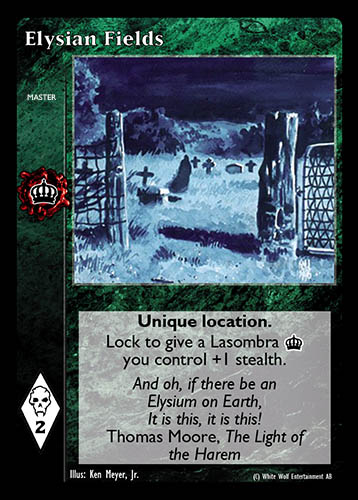 Elysian Fields
MASTER
Unique location.
Lock to give a Lasombra
you control +1 stealth.
And oh, if there be an
Elysium on Earth,
It is this, it is this!
Thomas Moore, The Light of
the Harem
2
Illus: Ken Meyer, Jr.
(C) White Wolf Entertainment AB